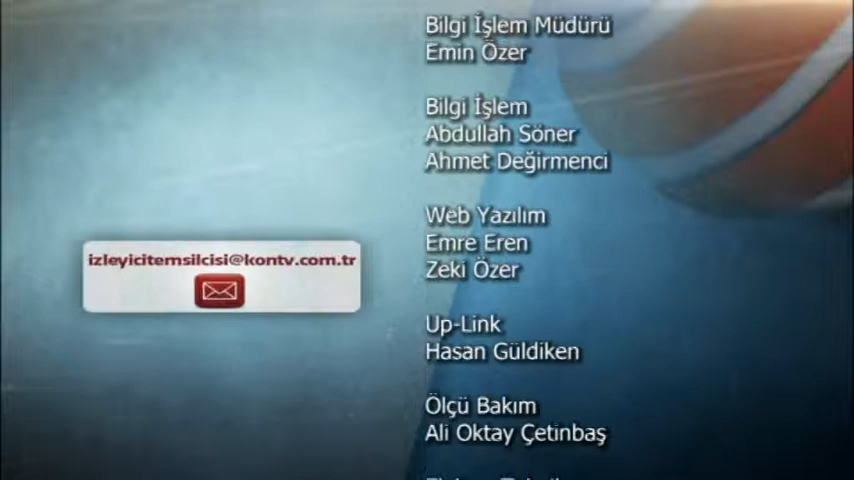 Bilgi İşlem Müdürü
Emin Özer
Bilgi İşlem
Abdullah Söner
Ahmet Değirmenci
Web Yazılım
Emre Eren
Zeki Özer
Up-Link
Hasan Güldiken
Ölçü Bakım
Ali Oktay Çetinbaş
izleyicitemsilcisi@kontv.com.tr